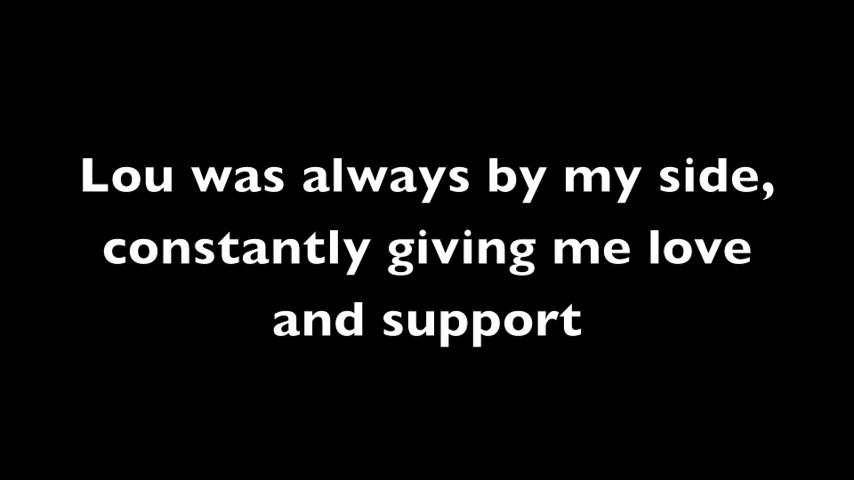 Lou was always by my side,
constantly giving me love
and support